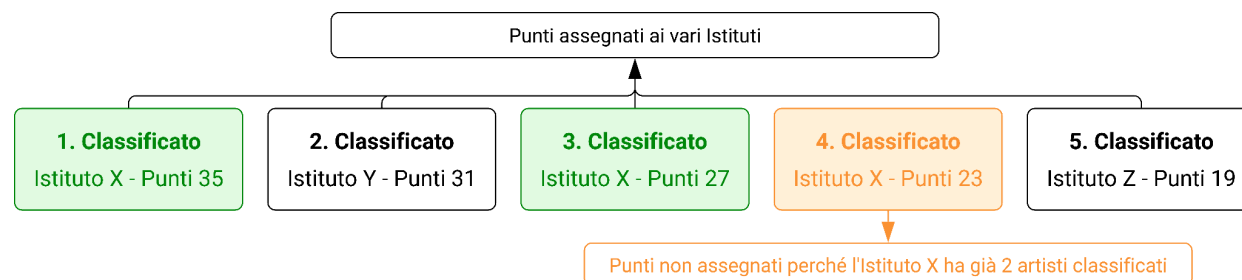 Punti assegnati ai vari Istituti
1. Classificato
Istituto X - Punti 35
2. Classificato
Istituto Y - Punti 31
3. Classificato
Istituto X - Punti 27
4. Classificato
Istituto X - Punti 23
5. Classificato
Istituto Z - Punti 19
Punti non assegnati perché l'Istituto X ha già 2 artisti classificati